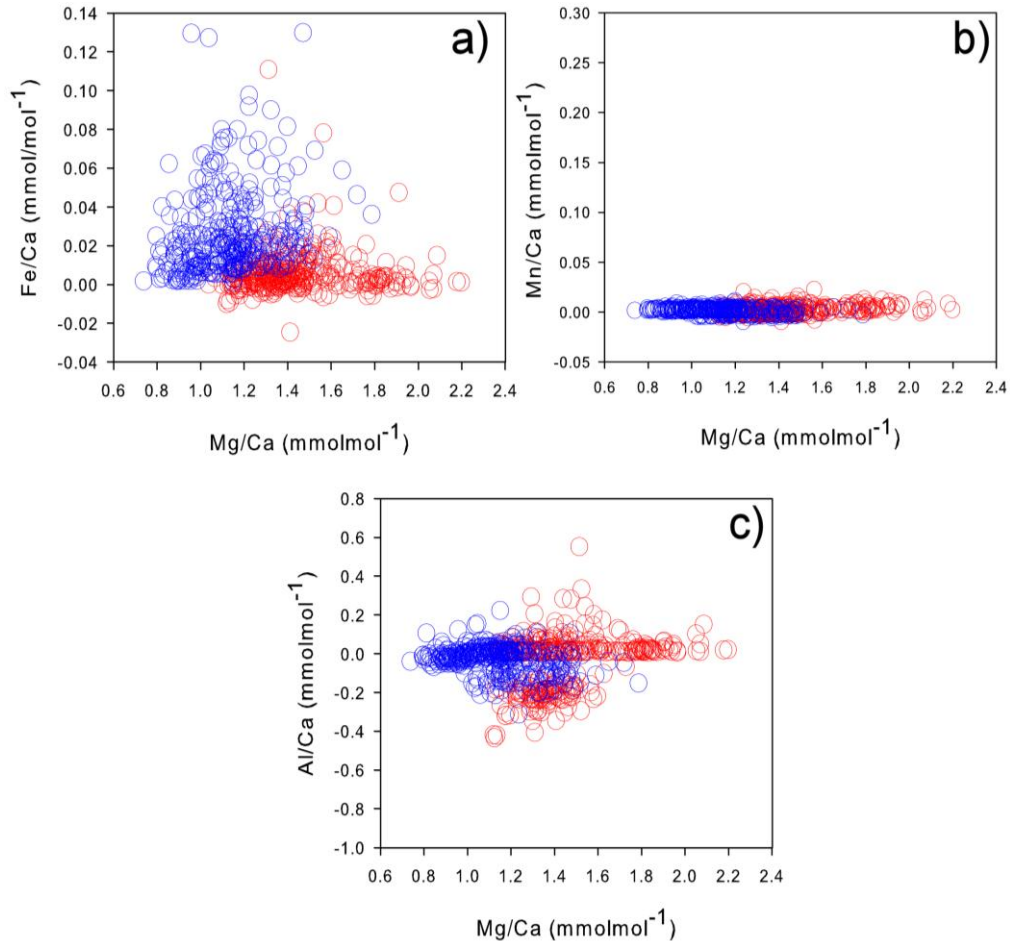 a)
0.14
0.12
0.10
0.08
0.06
0.04
0.02
0.00
-0.02
-0.04
Fe/Ca (mmol/mol⁻¹)
0.6 0.8 1.0 1.2 1.4 1.6 1.8 2.0 2.2 2.4
Mg/Ca (mmolmol⁻¹)
b)
0.30
0.25
0.20
0.15
0.10
0.05
0.00
-0.05
Mn/Ca (mmolmol⁻¹)
0.6 0.8 1.0 1.2 1.4 1.6 1.8 2.0 2.2 2.4
Mg/Ca (mmolmol⁻¹)
c)
0.8
0.6
0.4
0.2
0.0
-0.2
-0.4
-0.6
-0.8
-1.0
Al/Ca (mmolmol⁻¹)
0.6 0.8 1.0 1.2 1.4 1.6 1.8 2.0 2.2 2.4
Mg/Ca (mmolmol⁻¹)